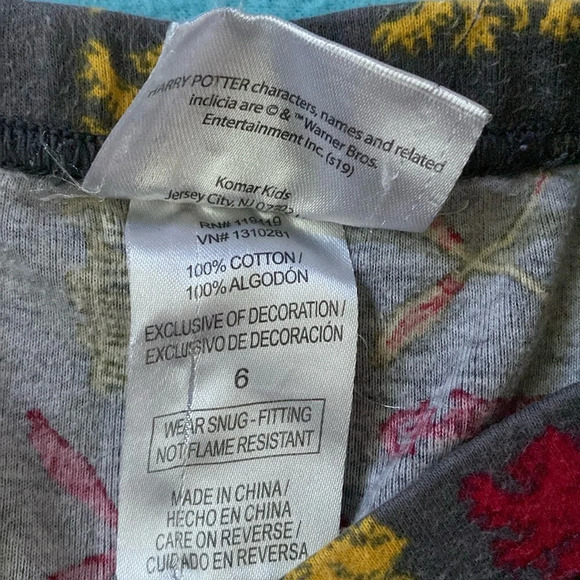 HARRY POTTER characters, names and related
indicia are © & ™ Warner Bros.
Entertainment Inc. (s19)
Komar Kids
Jersey City, NJ
RN#
VN# 1310281
100% COTTON /
100% ALGODÓN
EXCLUSIVE OF DECORATION /
EXCLUSIVO DE DECORACIÓN
6
WEAR SNUG - FITTING
NOT FLAME RESISTANT
MADE IN CHINA /
HECHO EN CHINA
CARE ON REVERSE /
CUIDADO EN REVERSA